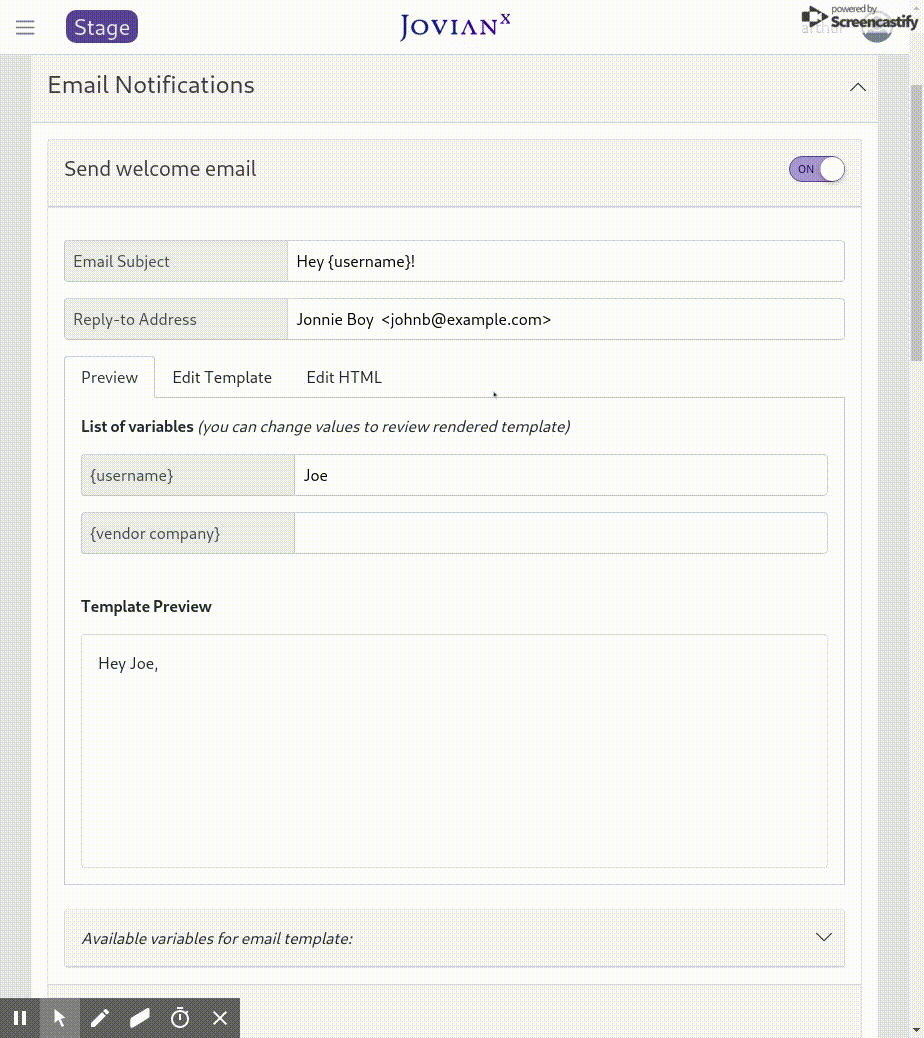 Stage
JOVIANX
powered by
Screencastify
Email Notifications
Send welcome email
ON
Email Subject
Hey {username}!
Reply-to Address
Jonnie Boy <johnb@example.com>
Preview
Edit Template
Edit HTML
List of variables (you can change values to review rendered template)
{username}
Joe
{vendor company}
Template Preview
Hey Joe,
Available variables for email template: